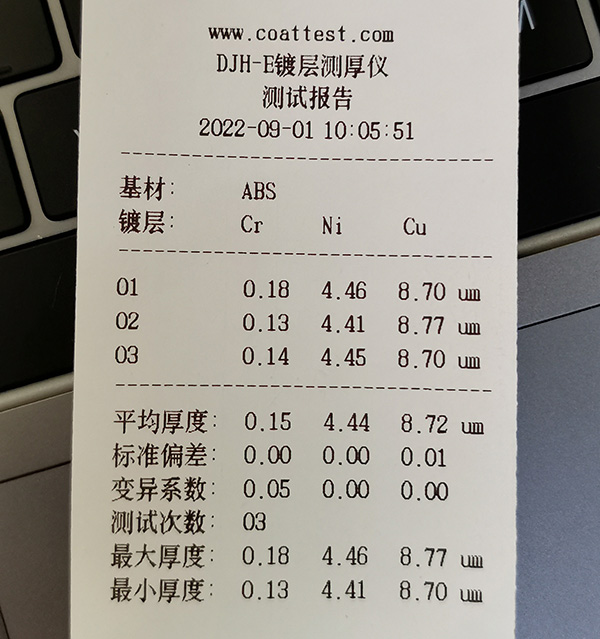 www.coattest.com
DJH-E镀层测厚仪
测试报告
2022-09-01 10:05:51
基材: ABS
镀层: Cr Ni Cu
01 0.18 4.46 8.70 um
02 0.13 4.41 8.77 um
03 0.14 4.45 8.70 um
平均厚度: 0.15 4.44 8.72 um
标准偏差: 0.00 0.00 0.01
变异系数: 0.05 0.00 0.00
测试次数: 03
最大厚度: 0.18 4.46 8.77 um
最小厚度: 0.13 4.41 8.70 um